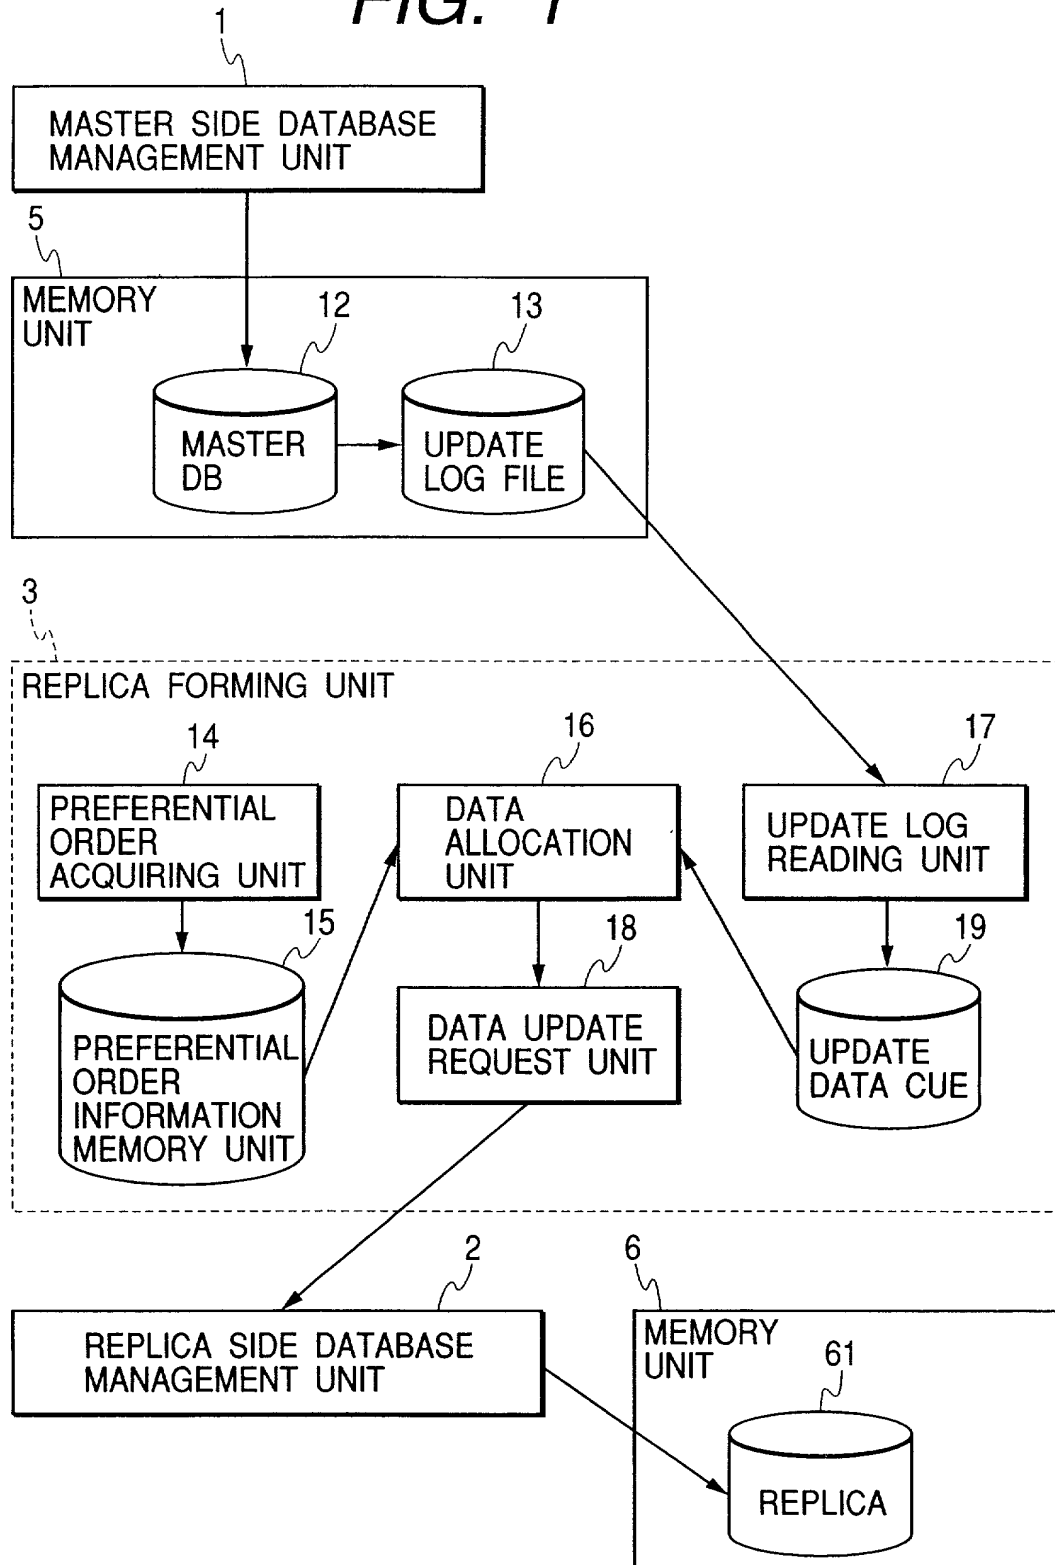 FIG. 1
1
MASTER SIDE DATABASE
MANAGEMENT UNIT
5
MEMORY
UNIT
12
13
MASTER
DB
UPDATE
LOG FILE
3
REPLICA FORMING UNIT
14
16
17
PREFERENTIAL
ORDER
ACQUIRING UNIT
DATA
ALLOCATION
UNIT
UPDATE LOG
READING UNIT
15
18
19
PREFERENTIAL
ORDER
INFORMATION
MEMORY UNIT
DATA UPDATE
REQUEST UNIT
UPDATE
DATA CUE
2
6
REPLICA SIDE DATABASE
MANAGEMENT UNIT
MEMORY
UNIT
61
REPLICA